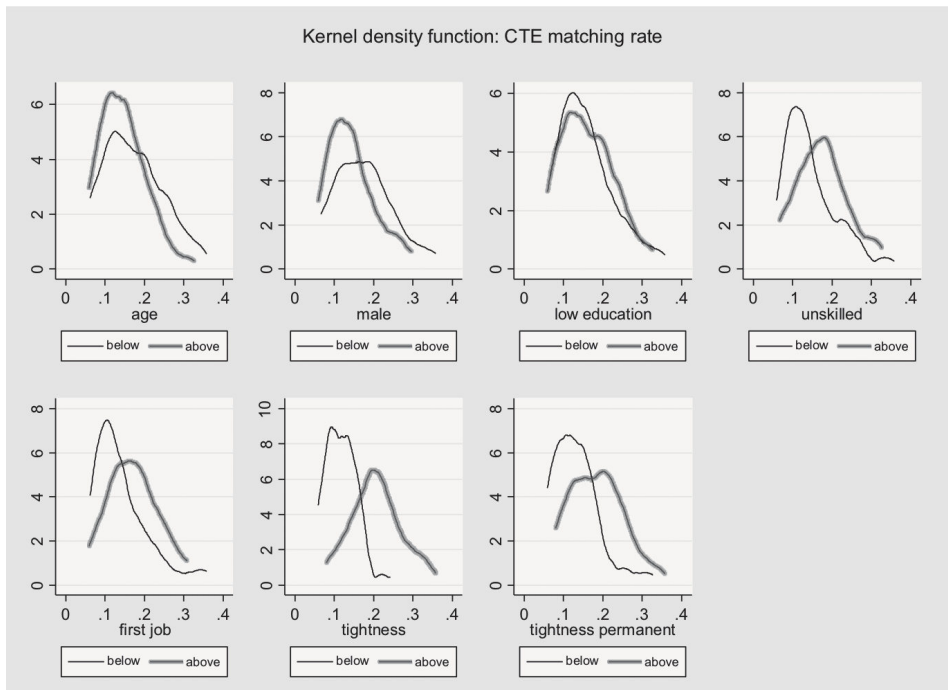 Kernel density function: CTE matching rate
0 2 4 6
0 .1 .2 .3 .4
age
below above
0 2 4 6 8
0 .1 .2 .3 .4
male
below above
0 2 4 6
0 .1 .2 .3 .4
low education
below above
0 2 4 6 8
0 .1 .2 .3 .4
unskilled
below above
0 2 4 6 8
0 .1 .2 .3 .4
first job
below above
0 2 4 6 8 10
0 .1 .2 .3 .4
tightness
below above
0 2 4 6 8
0 .1 .2 .3 .4
tightness permanent
below above